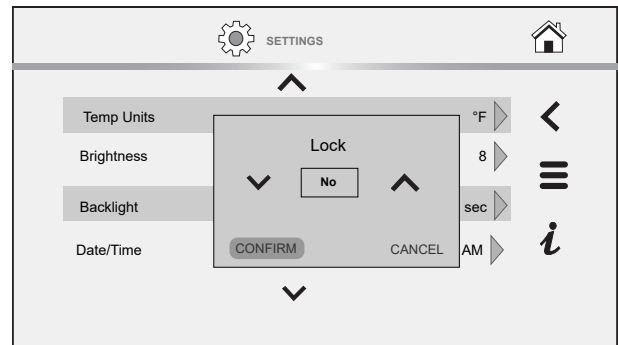 SETTINGS
Temp Units °F
Brightness 8
Backlight sec
Date/Time AM
Lock
No
CONFIRM CANCEL
i